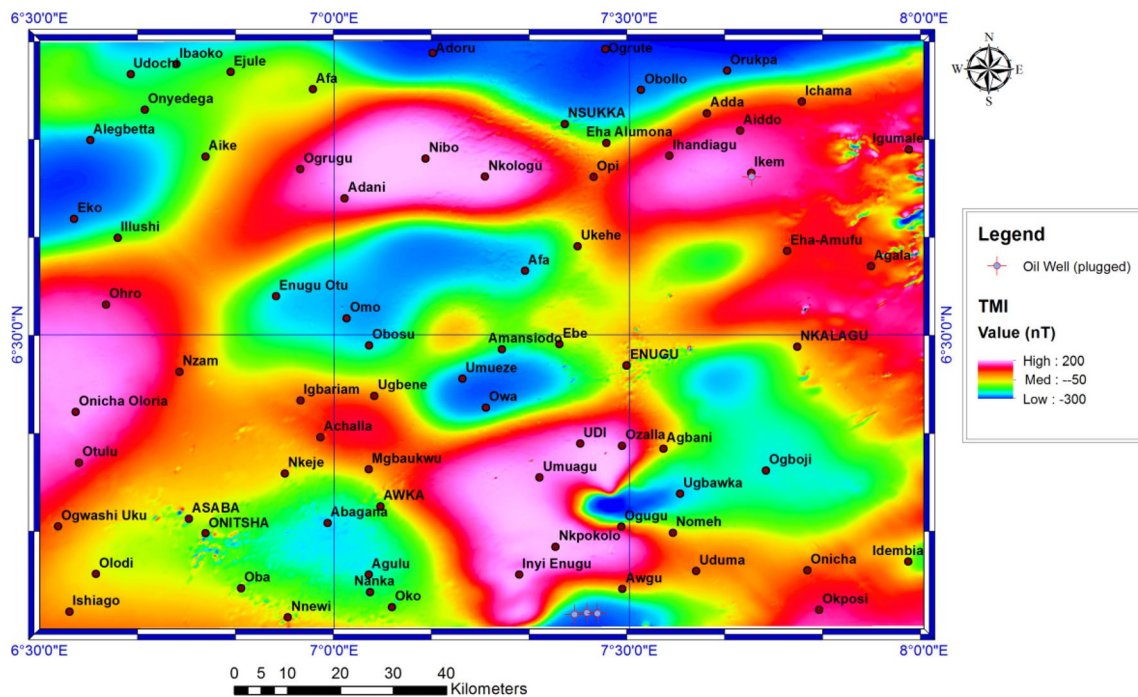 6°30'0"E 7°0'0"E 7°30'0"E 8°0'0"E
N
W E
S
Ibaoko
Udochi
Ejule
Adoru
Ogrute
Orukpa
Afa
Obollo
Onyedega
Ichama
Adda
NSUKKA
Aiddo
Alegbetta
Eha Alumona
Igumale
Aike
Nibo
Ihandiagu
Ogrugu
Nkologu
Opi
Ikem
Adani
Eko
Illushi
Ukehe
Eha-Amufu
Afa
Agala
Enugu Otu
Ohro
Omo
6°30'0"N 6°30'0"N
Obosu
Amansiodo
Ebe
NKALAGU
Nzam
Umueze
ENUGU
Igbariam
Ugbene
Owa
Onicha Oloria
Achalla
UDI
Ozalla
Agbani
Otulu
Nkeje
Mgbaukwu
Umuagu
Ogboji
Ugbawka
AWKA
ASABA
Abagana
Ogwashi Uku
ONITSHA
Ogugu
Nomeh
Nkpokolo
Idembia
Olodi
Agulu
Inyi Enugu
Uduma
Onicha
Oba
Nanka
Awgu
Oko
Ishiago
Nnewi
Okposi
6°30'0"E 7°0'0"E 7°30'0"E 8°0'0"E
0 5 10 20 30 40
Kilometers
Legend
Oil Well (plugged)
TMI
Value (nT)
High : 200
Med : --50
Low : -300